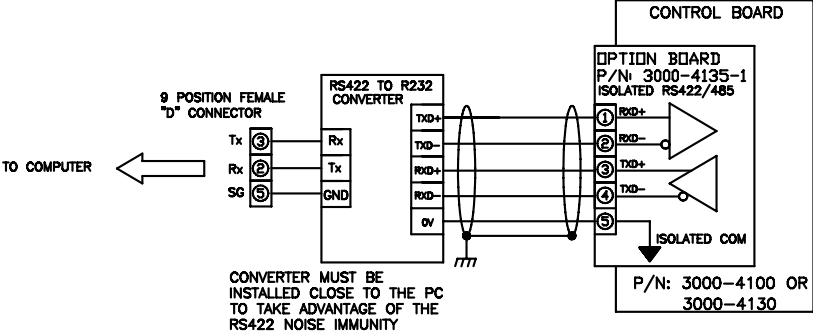 CONTROL BOARD
OPTION BOARD
P/N: 3000-4135-1
ISOLATED RS422/485
RS422 TO R232
CONVERTER
9 POSITION FEMALE
"D" CONNECTOR
TO COMPUTER
Tx 3 Rx
Rx 2 Tx
SG 5 GND
TXD+ 1 RXD+
TXD- 2 RXD-
RXD+ 3 TXD+
RXD- 4 TXD-
0V 5
ISOLATED COM
CONVERTER MUST BE
INSTALLED CLOSE TO THE PC
TO TAKE ADVANTAGE OF THE
RS422 NOISE IMMUNITY
P/N: 3000-4100 OR
3000-4130